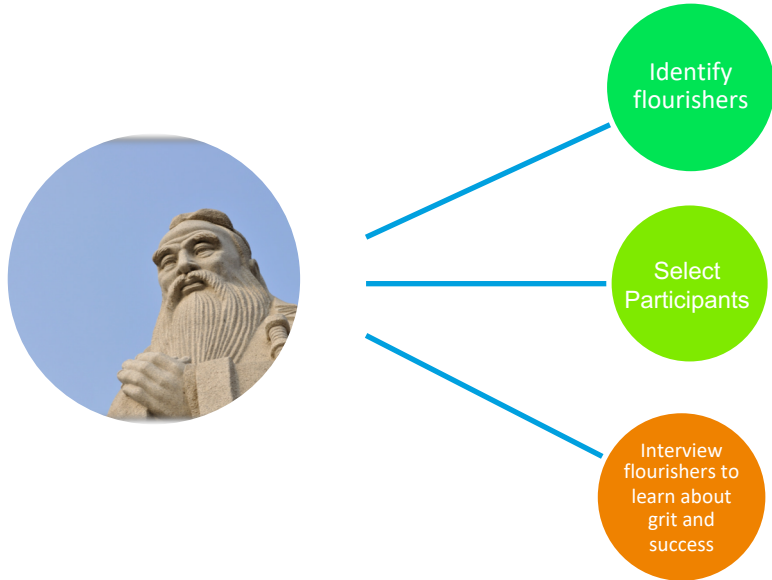 Identify
flourishers
Select
Participants
Interview
flourishers to
learn about
grit and
success